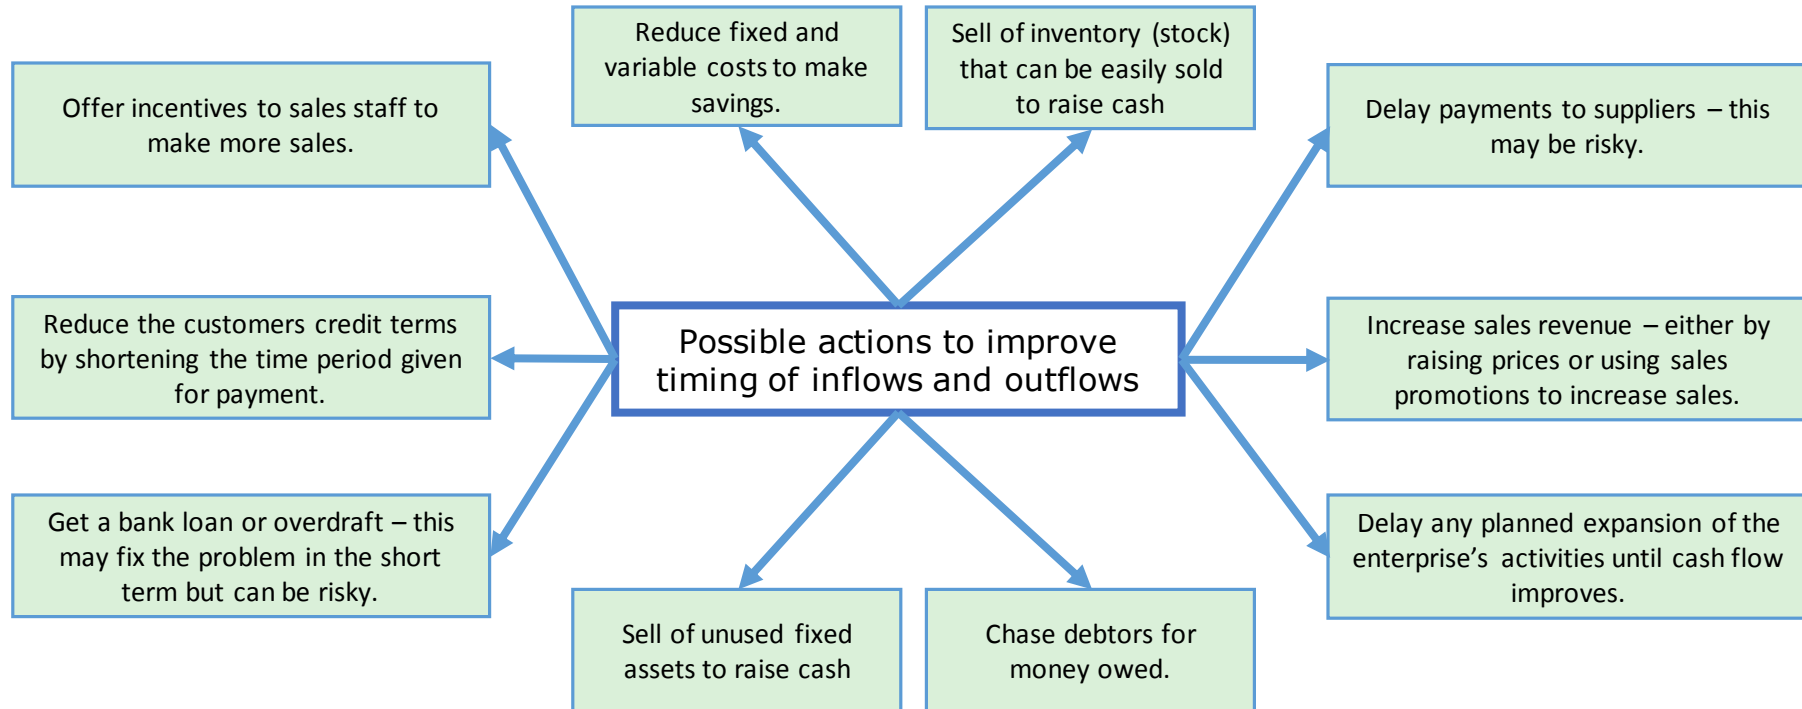 Reduce fixed and
variable costs to make
savings.
Sell of inventory (stock)
that can be easily sold
to raise cash
Offer incentives to sales staff to
make more sales.
Delay payments to suppliers – this
may be risky.
Reduce the customers credit terms
by shortening the time period given
for payment.
Possible actions to improve
timing of inflows and outflows
Increase sales revenue – either by
raising prices or using sales
promotions to increase sales.
Get a bank loan or overdraft – this
may fix the problem in the short
term but can be risky.
Delay any planned expansion of the
enterprise’s activities until cash flow
improves.
Sell of unused fixed
assets to raise cash
Chase debtors for
money owed.